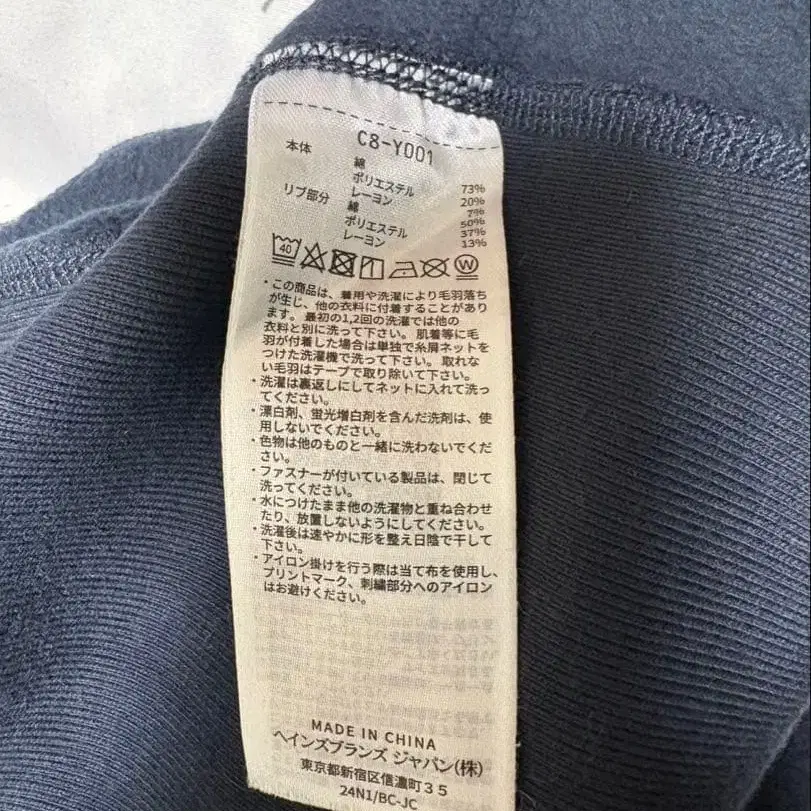 C8-Y001
本体 綿 73%
ポリエステル 20%
レーヨン 7%
リブ部分 綿 50%
ポリエステル 37%
レーヨン 13%
40 W
・この商品は、着用や洗濯により毛羽落ち
が生じ、他の衣料に付着することがあり
ます。最初の1,2回の洗濯では他の
衣料と別に洗って下さい。肌着等に毛
羽が付着した場合は単独で糸屑ネットを
つけた洗濯機で洗って下さい。取れな
い毛羽はテープで取り除いて下さい。
・洗濯は裏返しにしてネットに入れて洗っ
てください。
・漂白剤、蛍光増白剤を含んだ洗剤は、使
用しないでください。
・色物は他のものと一緒に洗わないでくだ
さい。
・ファスナーが付いている製品は、閉じて
洗ってください。
・水につけたまま他の洗濯物と重ね合わせ
たり、放置しないようにしてください。
・洗濯後は速やかに形を整え日陰で干して
下さい。
・アイロン掛けを行う際は当て布を使用し、
プリントマーク、刺繍部分へのアイロン
はお避けください。
MADE IN CHINA
ヘインズブランズ ジャパン(株)
東京都新宿区信濃町35
24N1/BC-JC